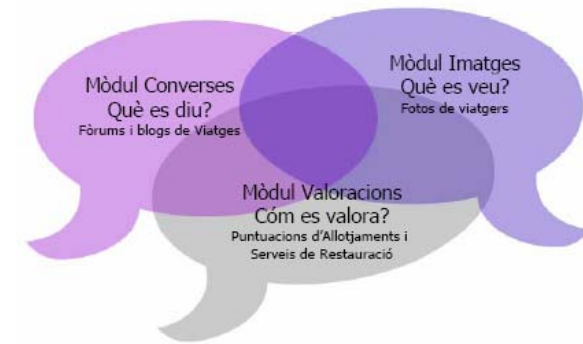 Mòdul Converses
Què es diu?
Fòrums i blogs de Viatges
Mòdul Imatges
Què es veu?
Fotos de viatgers
Mòdul Valoracions
Cóm es valora?
Puntuacions d'Allotjaments i
Serveis de Restauració